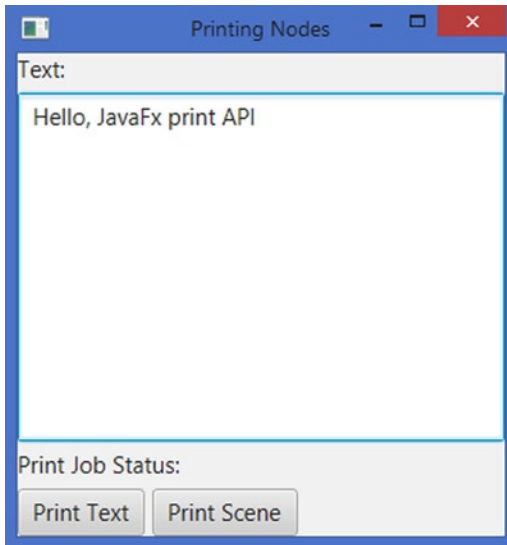 Printing Nodes
Text:
Hello, JavaFx print API
Print Job Status:
Print Text Print Scene